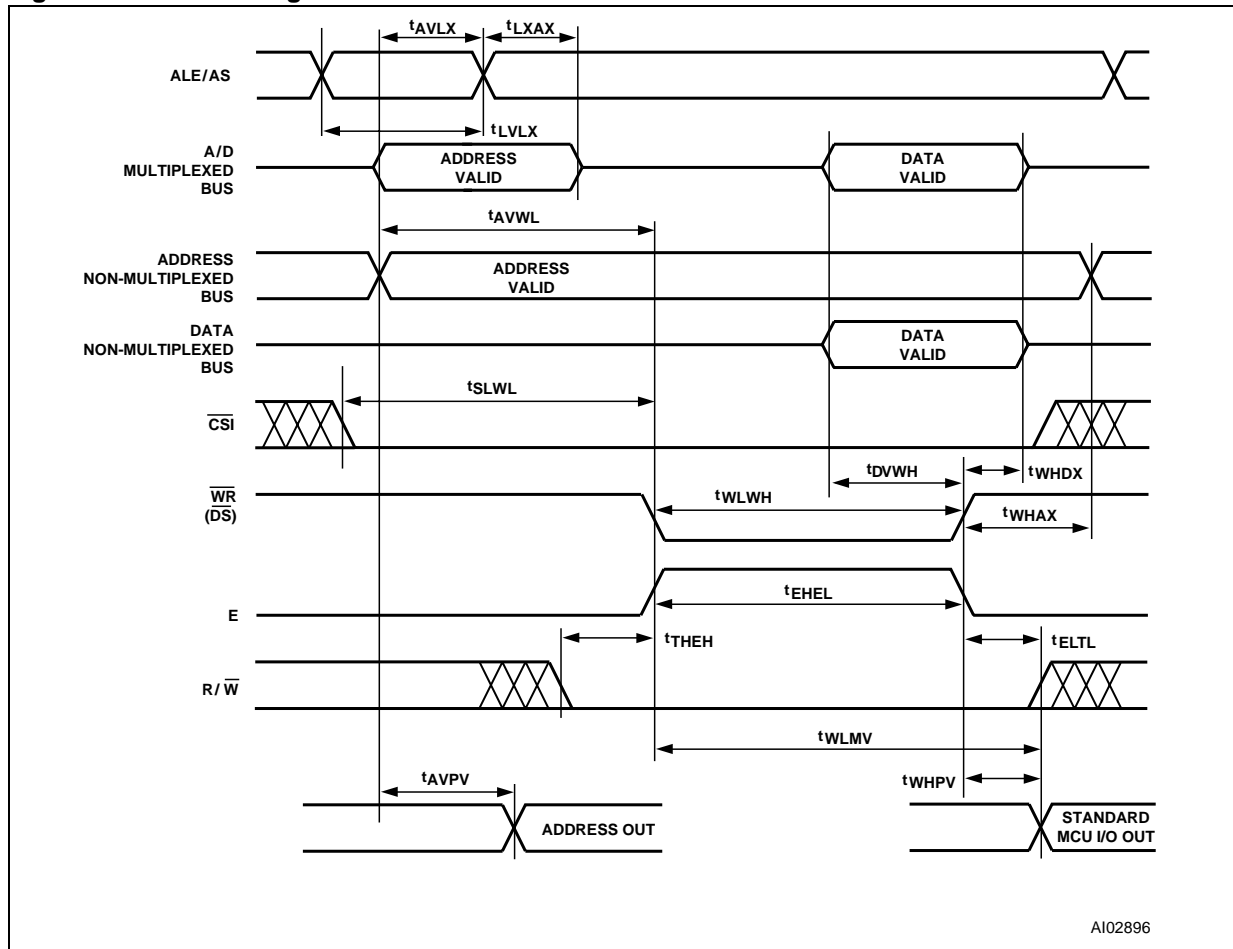 tAVLX tLXAX
ALE/AS
tLVLX
A/D
MULTIPLEXED
BUS
ADDRESS
VALID
DATA
VALID
tAVWL
ADDRESS
NON-MULTIPLEXED
BUS
ADDRESS
VALID
DATA
NON-MULTIPLEXED
BUS
DATA
VALID
tSLWL
CSI
tDVWH tWHDX
WR
(DS)
tWLWH
tWHAX
tEHEL
E
tTHEH
tELTL
R/W
tWLMV
tAVPV
tWHPV
ADDRESS OUT
STANDARD
MCU I/O OUT
AI02896